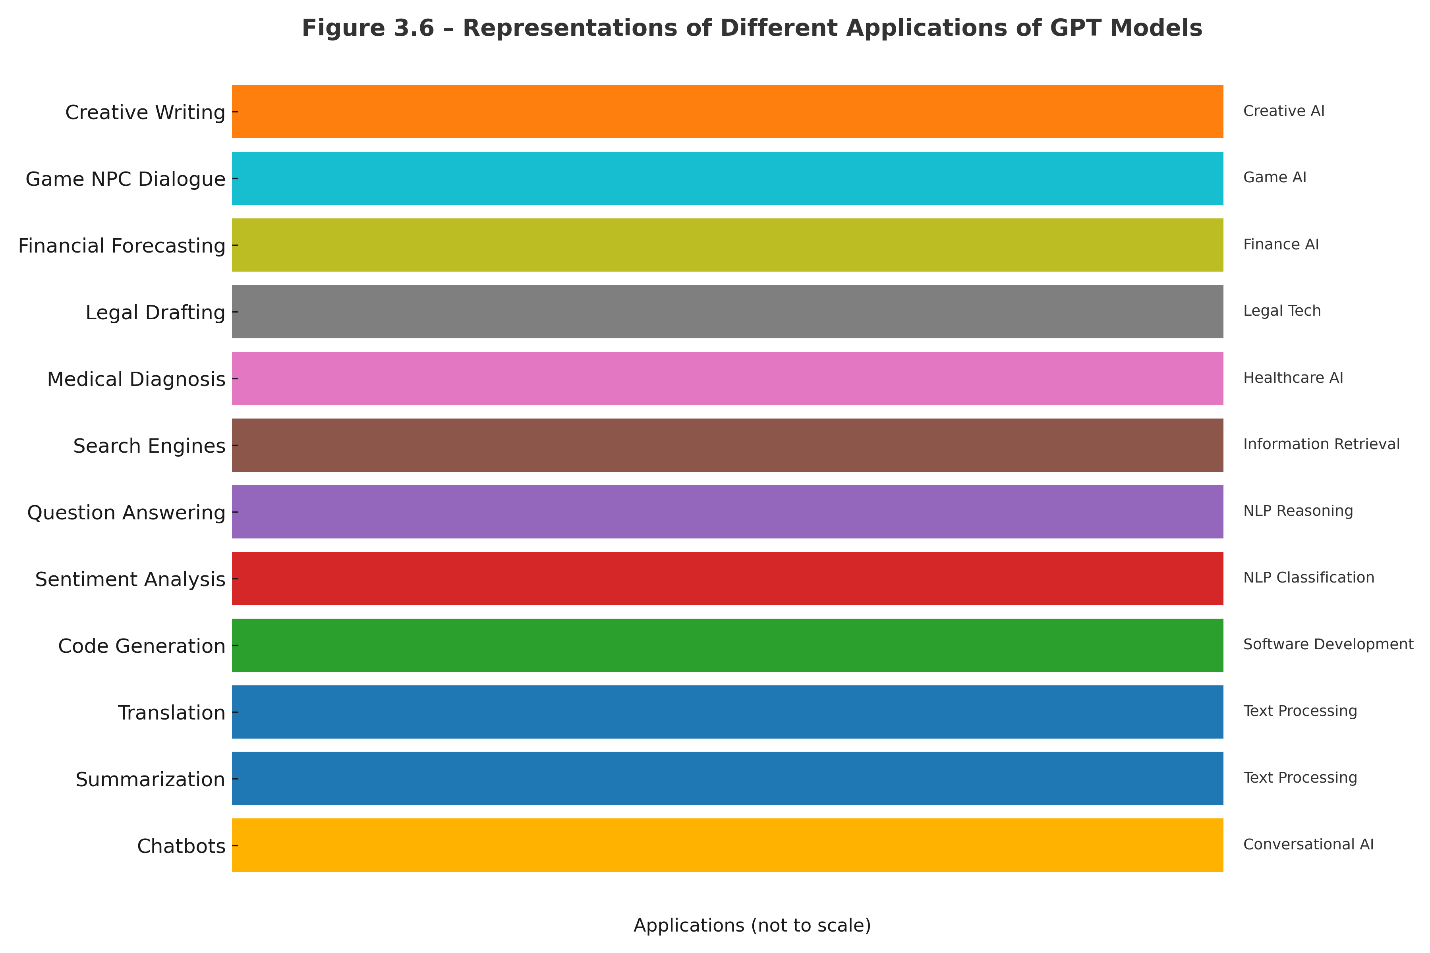 Figure 3.6 – Representations of Different Applications of GPT Models
Creative Writing
Creative AI
Game NPC Dialogue
Game AI
Financial Forecasting
Finance AI
Legal Drafting
Legal Tech
Medical Diagnosis
Healthcare AI
Search Engines
Information Retrieval
Question Answering
NLP Reasoning
Sentiment Analysis
NLP Classification
Code Generation
Software Development
Translation
Text Processing
Summarization
Text Processing
Chatbots
Conversational AI
Applications (not to scale)